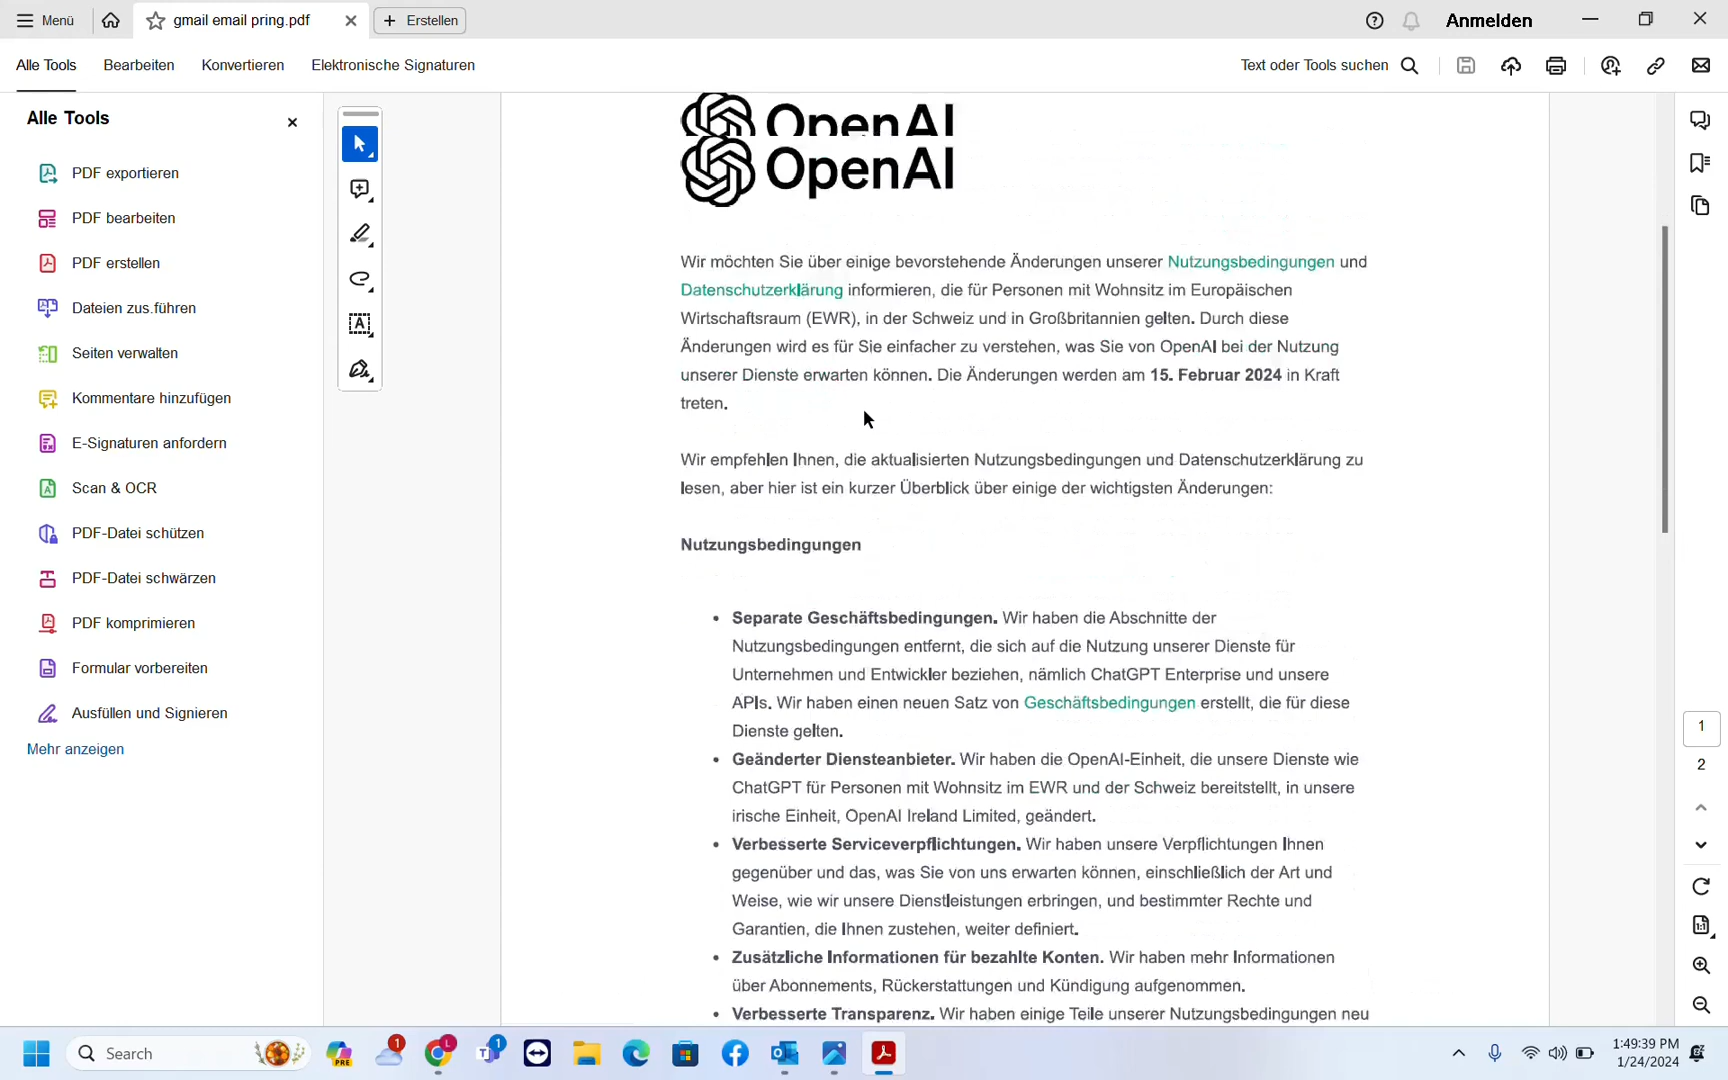 Menü
gmail email pring.pdf
Erstellen
Anmelden
Alle Tools
Bearbeiten
Konvertieren
Elektronische Signaturen
Text oder Tools suchen
Alle Tools
PDF exportieren
PDF bearbeiten
PDF erstellen
Dateien zus.führen
Seiten verwalten
Kommentare hinzufügen
E-Signaturen anfordern
Scan & OCR
PDF-Datei schützen
PDF-Datei schwärzen
PDF komprimieren
Formular vorbereiten
Ausfüllen und Signieren
Mehr anzeigen
OpenAI
OpenAI
Wir möchten Sie über einige bevorstehende Änderungen unserer Nutzungsbedingungen und
Datenschutzerklärung informieren, die für Personen mit Wohnsitz im Europäischen
Wirtschaftsraum (EWR), in der Schweiz und in Großbritannien gelten. Durch diese
Änderungen wird es für Sie einfacher zu verstehen, was Sie von OpenAI bei der Nutzung
unserer Dienste erwarten können. Die Änderungen werden am 15. Februar 2024 in Kraft
treten.
Wir empfehlen Ihnen, die aktualisierten Nutzungsbedingungen und Datenschutzerklärung zu
lesen, aber hier ist ein kurzer Überblick über einige der wichtigsten Änderungen:
Nutzungsbedingungen
• Separate Geschäftsbedingungen. Wir haben die Abschnitte der
Nutzungsbedingungen entfernt, die sich auf die Nutzung unserer Dienste für
Unternehmen und Entwickler beziehen, nämlich ChatGPT Enterprise und unsere
APIs. Wir haben einen neuen Satz von Geschäftsbedingungen erstellt, die für diese
Dienste gelten.
• Geänderter Diensteanbieter. Wir haben die OpenAI-Einheit, die unsere Dienste wie
ChatGPT für Personen mit Wohnsitz im EWR und der Schweiz bereitstellt, in unsere
irische Einheit, OpenAI Ireland Limited, geändert.
• Verbesserte Serviceverpflichtungen. Wir haben unsere Verpflichtungen Ihnen
gegenüber und das, was Sie von uns erwarten können, einschließlich der Art und
Weise, wie wir unsere Dienstleistungen erbringen, und bestimmter Rechte und
Garantien, die Ihnen zustehen, weiter definiert.
• Zusätzliche Informationen für bezahlte Konten. Wir haben mehr Informationen
über Abonnements, Rückerstattungen und Kündigung aufgenommen.
• Verbesserte Transparenz. Wir haben einige Teile unserer Nutzungsbedingungen neu
1
2
Search
PRE
1
L
1
1:49:39 PM
1/24/2024